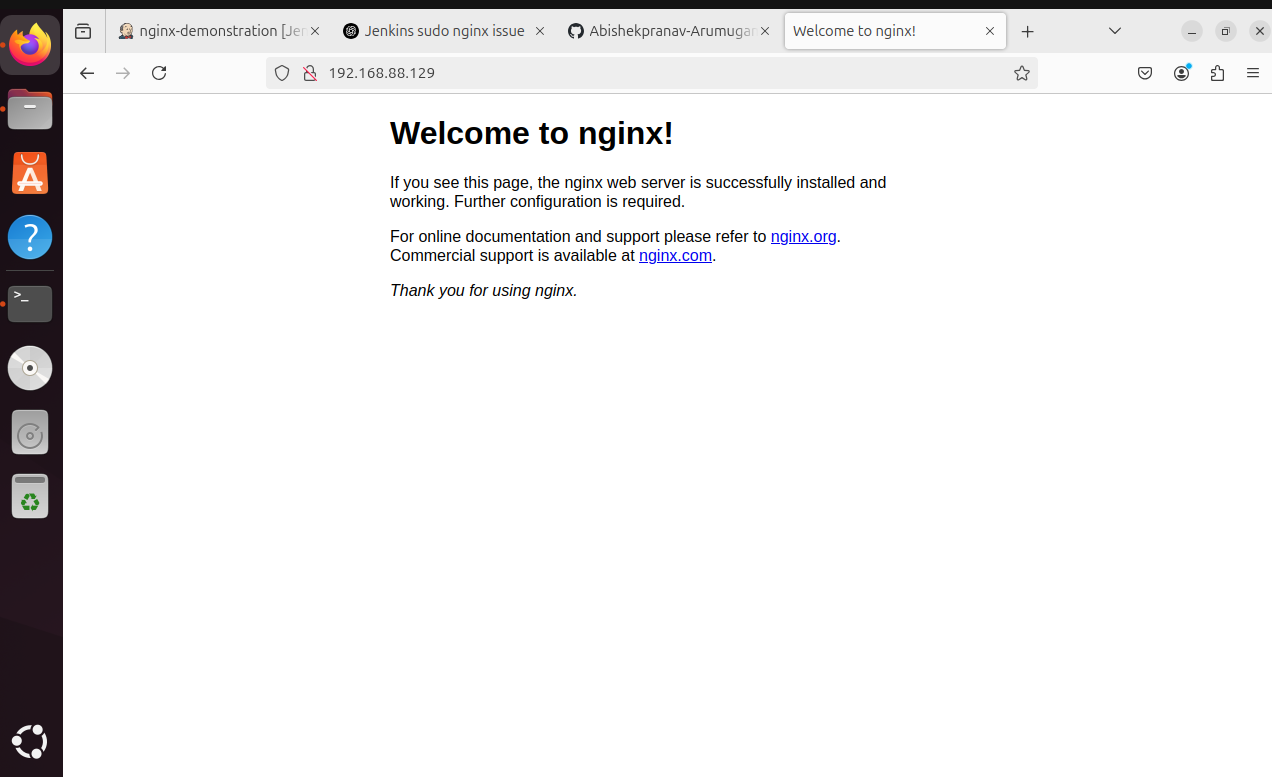 nginx-demonstration [Jen
Jenkins sudo nginx issue
Abishekpranav-Arumugam
Welcome to nginx!
192.168.88.129
Welcome to nginx!
If you see this page, the nginx web server is successfully installed and
working. Further configuration is required.
For online documentation and support please refer to nginx.org.
Commercial support is available at nginx.com.
Thank you for using nginx.